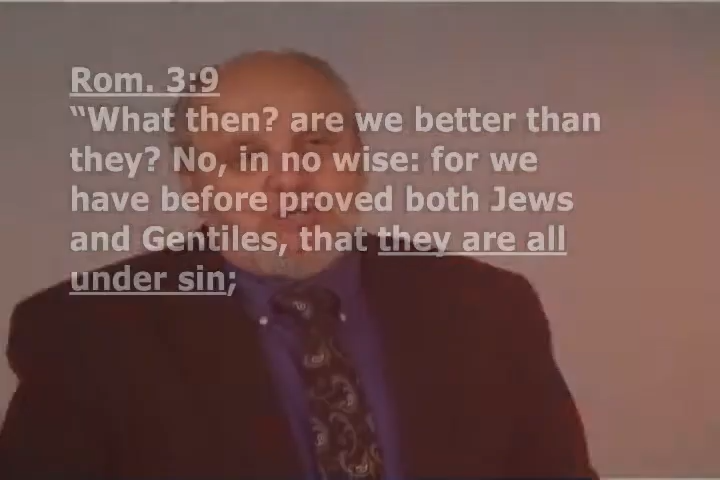 Rom. 3:9
“What then? are we better than
they? No, in no wise: for we
have before proved both Jews
and Gentiles, that they are all
under sin;